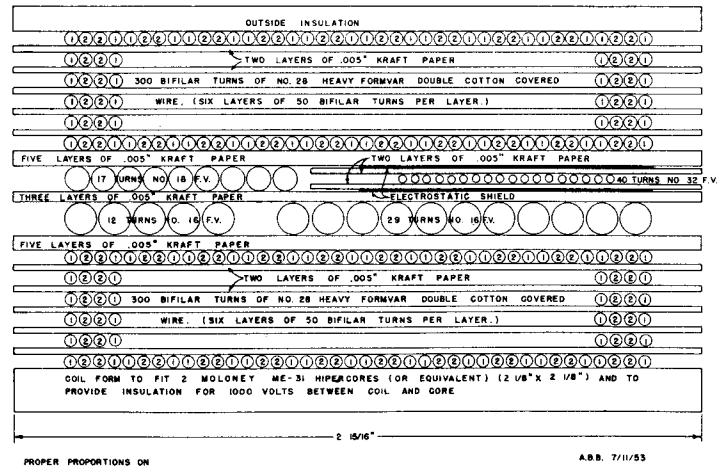 OUTSIDE INSULATION
TWO LAYERS OF .005" KRAFT PAPER
300 BIFILAR TURNS OF NO. 28 HEAVY FORMVAR DOUBLE COTTON COVERED
WIRE. (SIX LAYERS OF 50 BIFILAR TURNS PER LAYER.)
FIVE LAYERS OF .005" KRAFT PAPER
TWO LAYERS OF .005" KRAFT PAPER
17 TURNS NO. 18 F.V.
40 TURNS NO 32 F.V.
THREE LAYERS OF .005" KRAFT PAPER
ELECTROSTATIC SHIELD
12 TURNS NO. 16 F.V.
29 TURNS NO. 16 F.V.
FIVE LAYERS OF .005" KRAFT PAPER
TWO LAYERS OF .005" KRAFT PAPER
300 BIFILAR TURNS OF NO. 28 HEAVY FORMVAR DOUBLE COTTON COVERED
WIRE. (SIX LAYERS OF 50 BIFILAR TURNS PER LAYER.)
COIL FORM TO FIT 2 MOLONEY ME-31 HIPERCORES (OR EQUIVALENT) (2 1/8" X 2 1/8") AND TO
PROVIDE INSULATION FOR 1000 VOLTS BETWEEN COIL AND CORE
2 15/16"
PROPER PROPORTIONS ON
A.B.B. 7/11/53